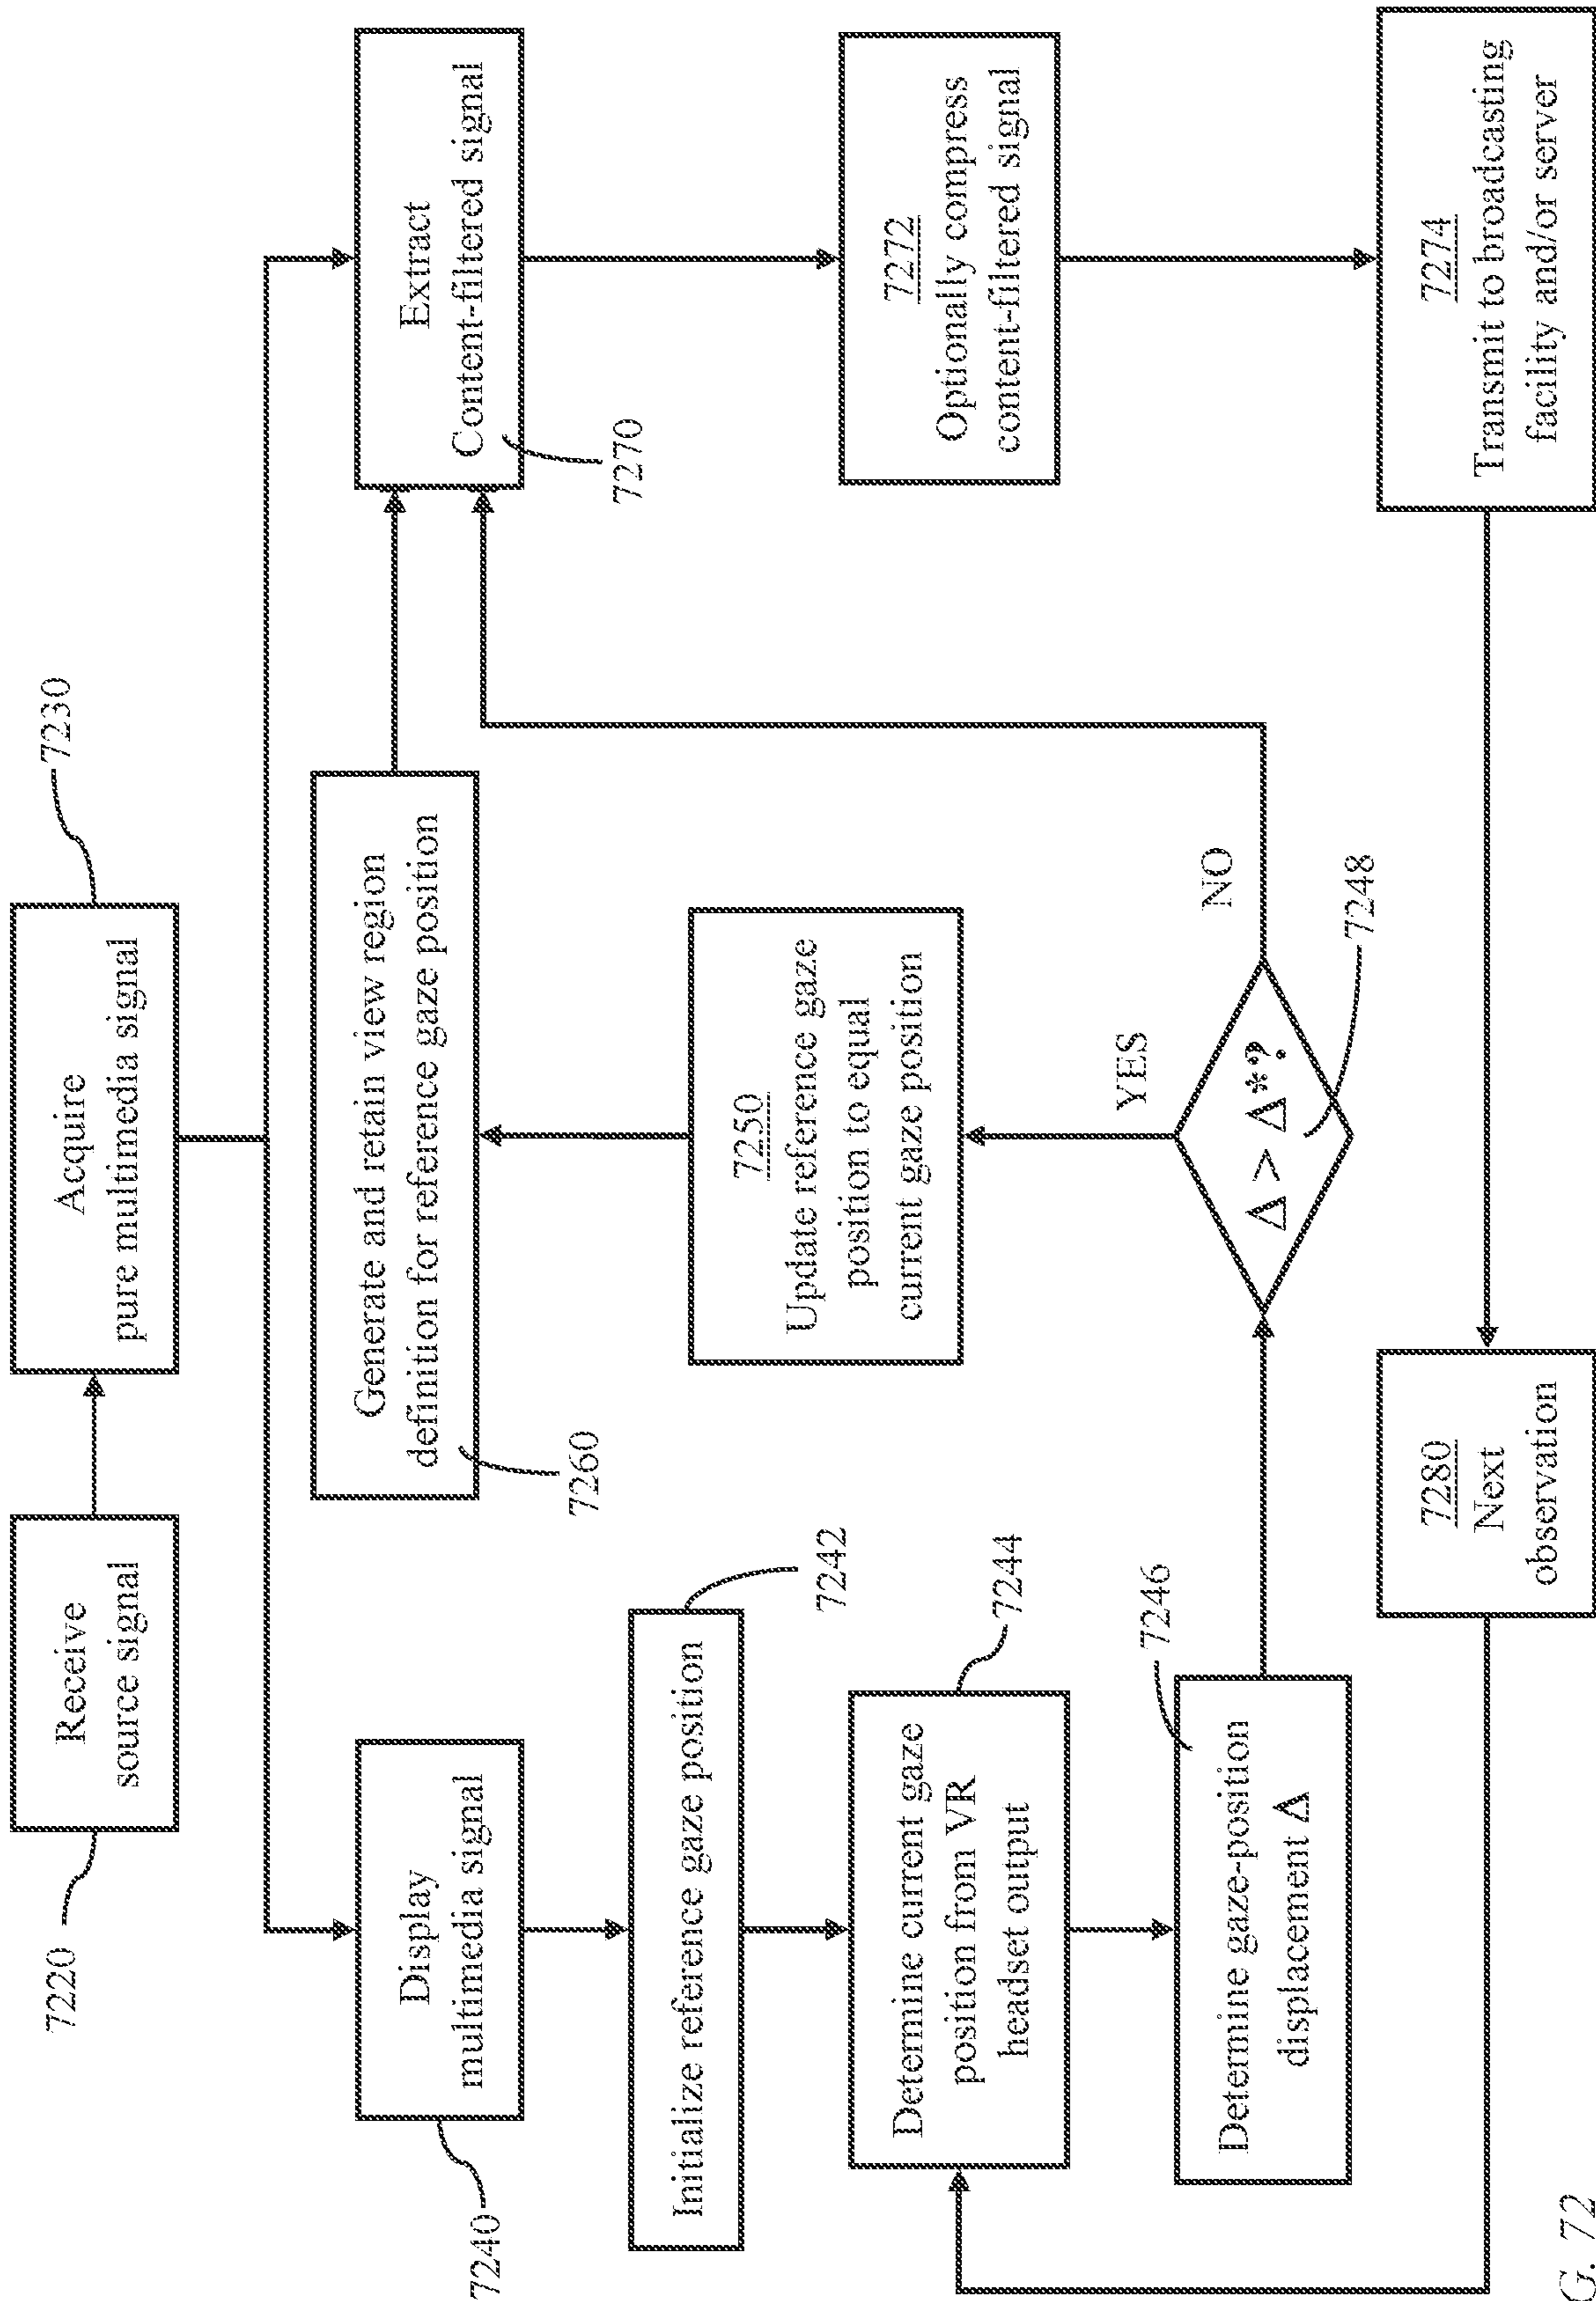 7220
Receive
source signal
Acquire
pure multimedia signal
7230
7240
Display
multimedia signal
Generate and retain view region
definition for reference gaze position
7260
Extract
Content-filtered signal
7270
Initialize reference gaze position
7242
7250
Update reference gaze
position to equal
current gaze position
7272
Optionally compress
content-filtered signal
Determine current gaze
position from VR
headset output
7244
YES
NO
Determine gaze-position
displacement Δ
7246
Δ > Δ*?
7248
7280
Next
observation
7274
Transmit to broadcasting
facility and/or server
G. 72